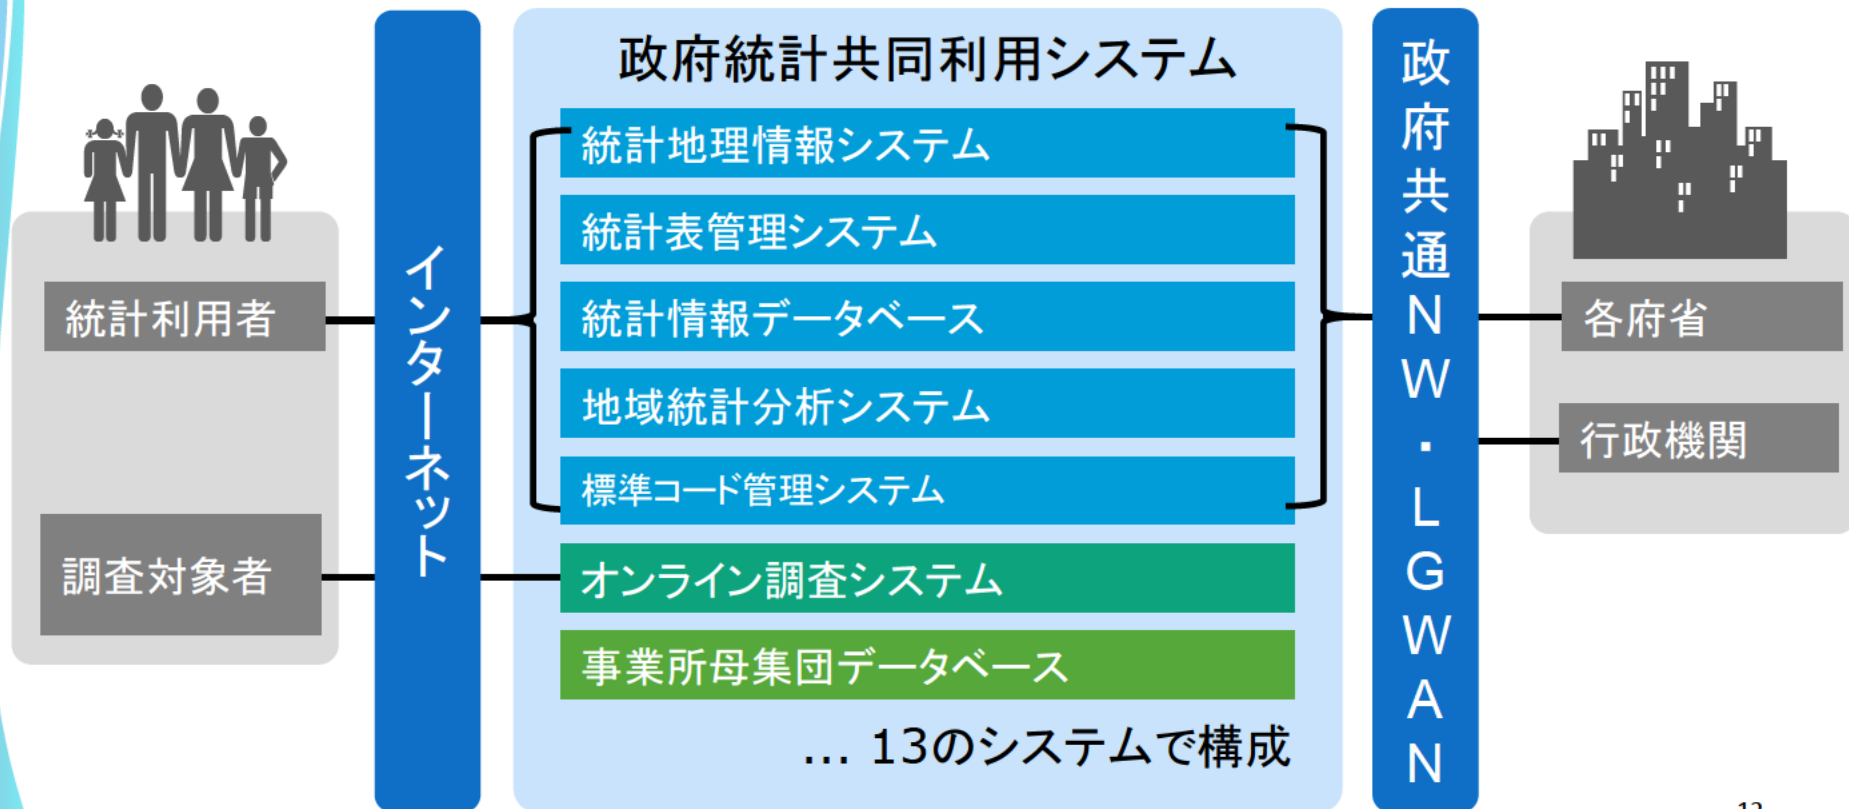 政府統計共同利用システム
統計利用者
調査対象者
インターネット
統計地理情報システム
統計表管理システム
統計情報データベース
地域統計分析システム
標準コード管理システム
オンライン調査システム
事業所母集団データベース
... 13のシステムで構成
政府共通NW・LGWAN
各府省
行政機関